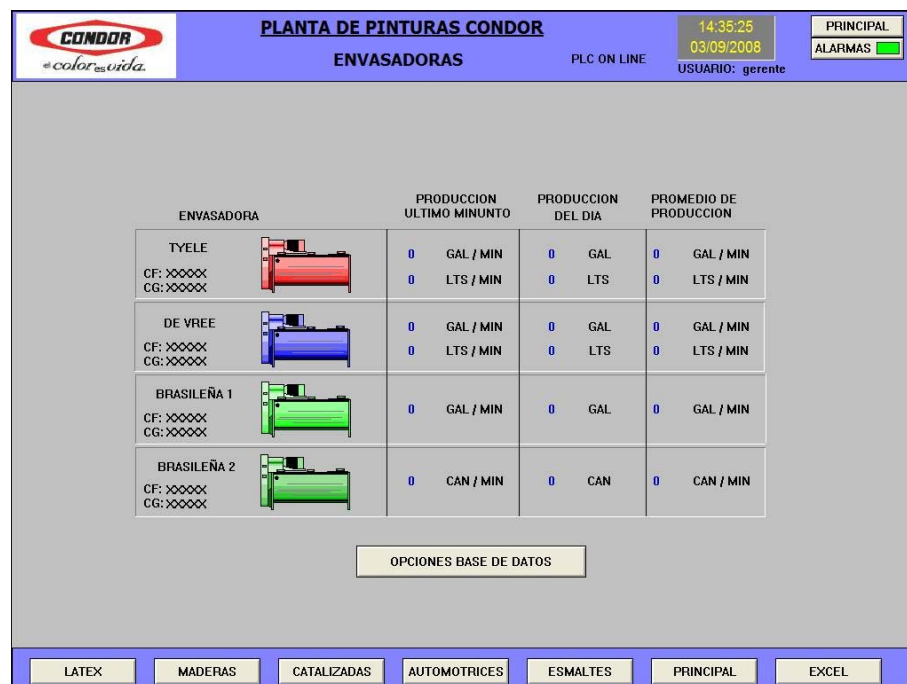 CONDOR
el color es vida.
PLANTA DE PINTURAS CONDOR
ENVASADORAS
PLC ON LINE
14:35:25
03/09/2008
USUARIO: gerente
PRINCIPAL
ALARMAS
ENVASADORA
PRODUCCION
ULTIMO MINUNTO
PRODUCCION
DEL DIA
PROMEDIO DE
PRODUCCION
TYELE
CF: XXXXX
CG: XXXXX
0 GAL / MIN 0 GAL 0 GAL / MIN
0 LTS / MIN 0 LTS 0 LTS / MIN
DE VREE
CF: XXXXX
CG: XXXXX
0 GAL / MIN 0 GAL 0 GAL / MIN
0 LTS / MIN 0 LTS 0 LTS / MIN
BRASILEÑA 1
CF: XXXXX
CG: XXXXX
0 GAL / MIN 0 GAL 0 GAL / MIN
BRASILEÑA 2
CF: XXXXX
CG: XXXXX
0 CAN / MIN 0 CAN 0 CAN / MIN
OPCIONES BASE DE DATOS
LATEX MADERAS CATALIZADAS AUTOMOTRICES ESMALTES PRINCIPAL EXCEL